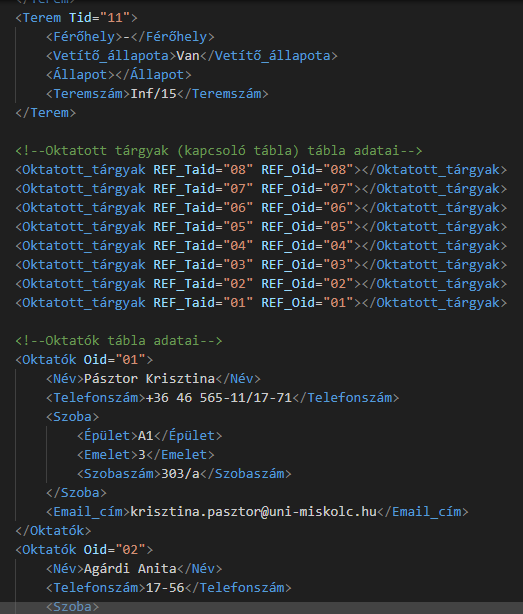 </Terem>
<Terem Tid="11">
<Férőhely>-</Férőhely>
<Vetítő_állapota>Van</Vetítő_állapota>
<Állapot></Állapot>
<Teremszám>Inf/15</Teremszám>
</Terem>
<!--Oktatott tárgyak (kapcsoló tábla) tábla adatai-->
<Oktatott_tárgyak REF_Taid="08" REF_Oid="08"></Oktatott_tárgyak>
<Oktatott_tárgyak REF_Taid="07" REF_Oid="07"></Oktatott_tárgyak>
<Oktatott_tárgyak REF_Taid="06" REF_Oid="06"></Oktatott_tárgyak>
<Oktatott_tárgyak REF_Taid="05" REF_Oid="05"></Oktatott_tárgyak>
<Oktatott_tárgyak REF_Taid="04" REF_Oid="04"></Oktatott_tárgyak>
<Oktatott_tárgyak REF_Taid="03" REF_Oid="03"></Oktatott_tárgyak>
<Oktatott_tárgyak REF_Taid="02" REF_Oid="02"></Oktatott_tárgyak>
<Oktatott_tárgyak REF_Taid="01" REF_Oid="01"></Oktatott_tárgyak>
<!--Oktatók tábla adatai-->
<Oktatók Oid="01">
<Név>Pásztor Krisztina</Név>
<Telefonszám>+36 46 565-11/17-71</Telefonszám>
<Szoba>
<Épület>A1</Épület>
<Emelet>3</Emelet>
<Szobaszám>303/a</Szobaszám>
</Szoba>
<Email_cím>krisztina.pasztor@uni-miskolc.hu</Email_cím>
</Oktatók>
<Oktatók Oid="02">
<Név>Agárdi Anita</Név>
<Telefonszám>17-56</Telefonszám>
<Szoba>